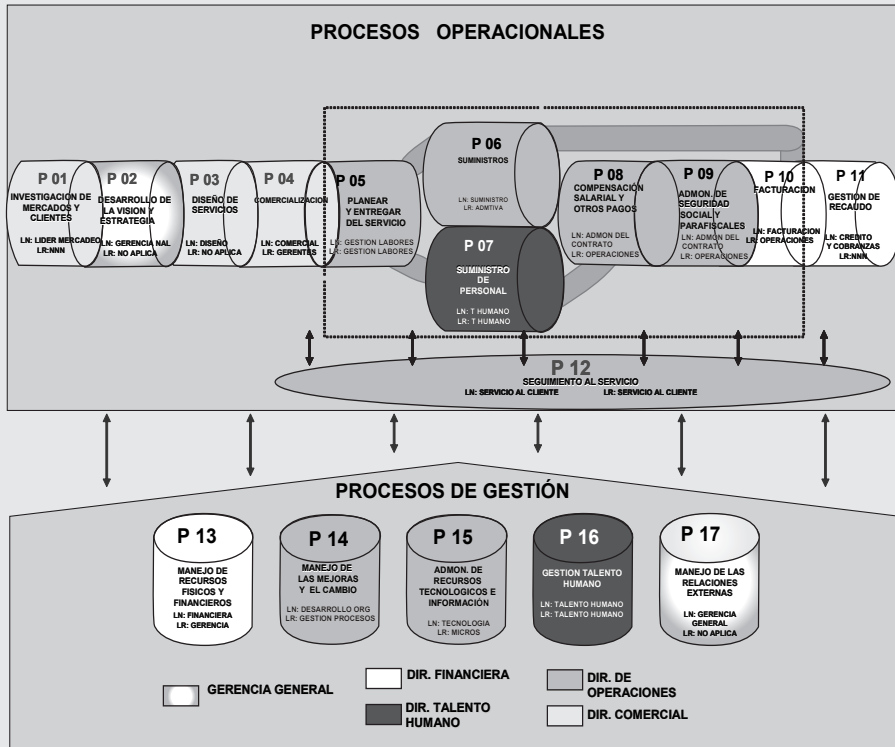 PROCESOS OPERACIONALES
P 01
INVESTIGACION DE
MERCADOS Y
CLIENTES
LN: LIDER MERCADEO
LR:NNN
P 02
DESARROLLO DE
LA VISION Y
ESTRATEGIA
LN: GERENCIA NAL
LR: NO APLICA
P 03
DISEÑO DE
SERVICIOS
LN: DISEÑO
LR: NO APLICA
P 04
COMERCIALIZACION
LN: COMERCIAL
LR: GERENTES
P 05
PLANEAR
Y ENTREGAR
DEL SERVICIO
LN: GESTION LABORES
LR: GESTION LABORES
P 06
SUMINISTROS
LN: SUMINISTRO
LR: ADMTIVA
P 07
SUMINISTRO
DE
PERSONAL
LN: T HUMANO
LR: T HUMANO
P 08
COMPENSACIÓN
SALARIAL Y
OTROS PAGOS
LN: ADMON DEL
CONTRATO
LR: OPERACIONES
P 09
ADMON. DE
SEGURIDAD
SOCIAL Y
PARAFISCALES
LN: ADMON DEL
CONTRATO
LR: OPERACIONES
P 10
FACTURACION
LN: FACTURACION
LR: OPERACIONES
P 11
GESTION DE
RECAUDO
LN: CREDITO
Y COBRANZAS
LR:NNN
P 12
SEGUIMIENTO AL SERVICIO
LN: SERVICIO AL CLIENTE LR: SERVICIO AL CLIENTE
PROCESOS DE GESTIÓN
P 13
MANEJO DE
RECURSOS
FISICOS Y
FINANCIEROS
LN: FINANCIERA
LR: GERENCIA
P 14
MANEJO DE
LAS MEJORAS
Y EL CAMBIO
LN: DESARROLLO ORG
LR: GESTION PROCESOS
P 15
ADMON. DE
RECURSOS
TECNOLOGICOS E
INFORMACIÓN
LN: TECNOLOGIA
LR: MICROS
P 16
GESTION TALENTO
HUMANO
LN: TALENTO HUMANO
LR: TALENTO HUMANO
P 17
MANEJO DE LAS
RELACIONES
EXTERNAS
LN: GERENCIA
GENERAL
LR: NO APLICA
GERENCIA GENERAL
DIR. FINANCIERA
DIR. TALENTO
HUMANO
DIR. DE
OPERACIONES
DIR. COMERCIAL